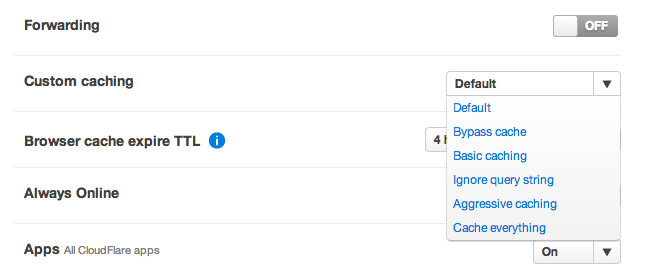 Forwarding
OFF
Custom caching
Default
Default
Bypass cache
Browser cache expire TTL
4
Basic caching
Ignore query string
Always Online
Aggressive caching
Cache everything
Apps All CloudFlare apps
On